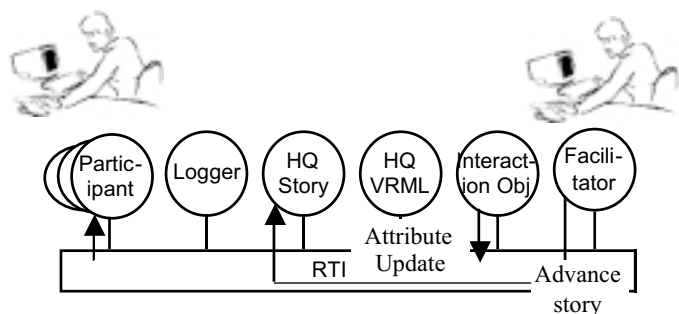 Partic-
ipant
Logger
HQ
Story
HQ
VRML
Interact-
ion Obj
Facili-
tator
Attribute
Update
RTI
Advance
story